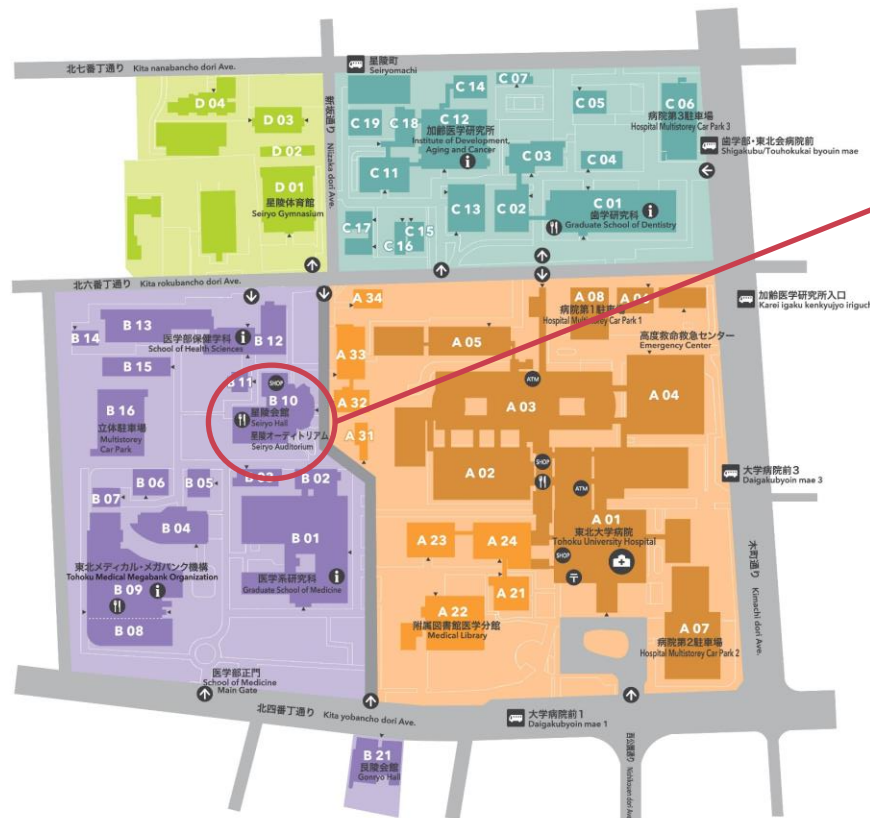 北七番丁通り Kita nanabancho dori Ave.
星陵町
Seiryomachi
D 04
D 03
D 02
D 01
星陵体育館
Seiryo Gymnasium
新坂通り Niizaka dori Ave.
C 07
C 14
C 05
C 06
病院第3駐車場
Hospital Multistorey Car Park 3
C 19
C 18
C 12
加齢医学研究所
Institute of Development,
Aging and Cancer
C 03
C 04
C 11
C 13
C 02
C 01
歯学研究科
Graduate School of Dentistry
C 17
C 15
C 16
歯学部・東北会病院前
Shigakubu/Touhokukai byouin mae
北六番丁通り Kita rokubancho dori Ave.
加齢医学研究所入口
Karei igaku kenkyujyo iriguch
B 13
B 14
医学部保健学科
School of Health Sciences
B 12
B 15
B 11
SHOP
B 10
星陵会館
Seiryo Hall
星陵オーディトリアム
Seiryo Auditorium
B 16
立体駐車場
Multistorey
Car Park
B 07
B 06
B 05
B 02
B 04
B 01
医学系研究科
Graduate School of Medicine
東北メディカル・メガバンク機構
Tohoku Medical Megabank Organization
B 09
B 08
医学部正門
School of Medicine
Main Gate
A 34
A 33
A 32
A 31
A 05
A 08
病院第1駐車場
Hospital Multistorey Car Park 1
高度救命救急センター
Emergency Center
ATM
A 03
A 04
A 02
SHOP
ATM
A 01
東北大学病院
Tohoku University Hospital
SHOP
A 23
A 24
A 21
A 22
附属図書館医学分館
Medical Library
A 07
病院第2駐車場
Hospital Multistorey Car Park 2
大学病院前3
Daigakubyoin mae 3
木町通り Kimachi dori Ave.
北四番丁通り Kita yobancho dori Ave.
大学病院前1
Daigakubyoin mae 1
西公園通り Nishikouen dori Ave.
B 21
艮陵会館
Gonryo Hall